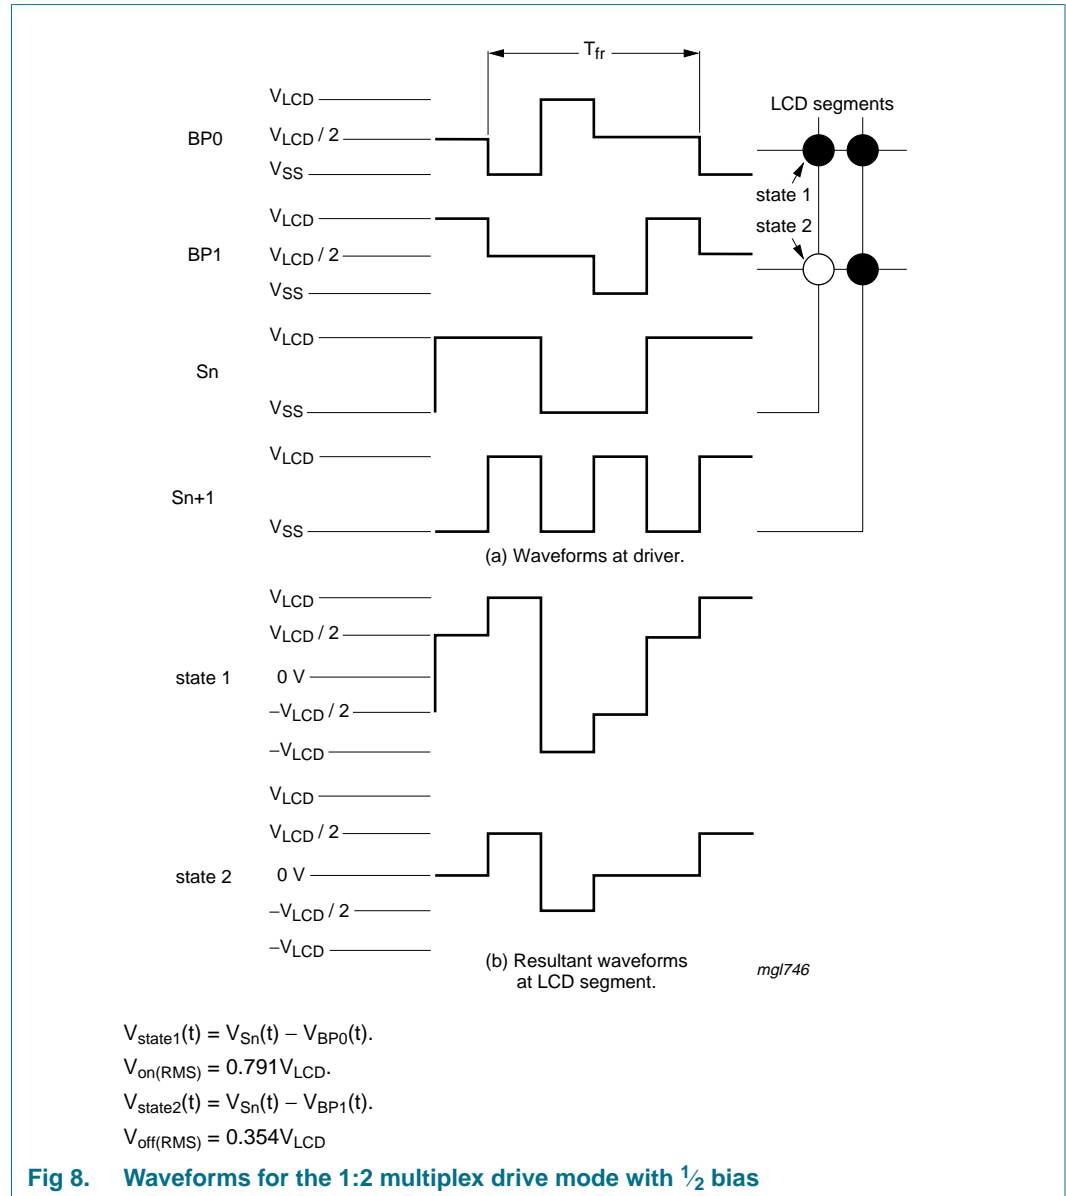 Tfr
VLCD
BP0
VLCD / 2
VSS
LCD segments
state 1
state 2
VLCD
BP1
VLCD / 2
VSS
VLCD
Sn
VSS
VLCD
Sn+1
VSS
(a) Waveforms at driver.
VLCD
VLCD / 2
state 1
0 V
−VLCD / 2
−VLCD
VLCD
VLCD / 2
state 2
0 V
−VLCD / 2
−VLCD
(b) Resultant waveforms
at LCD segment.
mgl746
Vstate1(t) = VSn(t) − VBP0(t).
Von(RMS) = 0.791VLCD.
Vstate2(t) = VSn(t) − VBP1(t).
Voff(RMS) = 0.354VLCD
Fig 8. Waveforms for the 1:2 multiplex drive mode with 1⁄2 bias